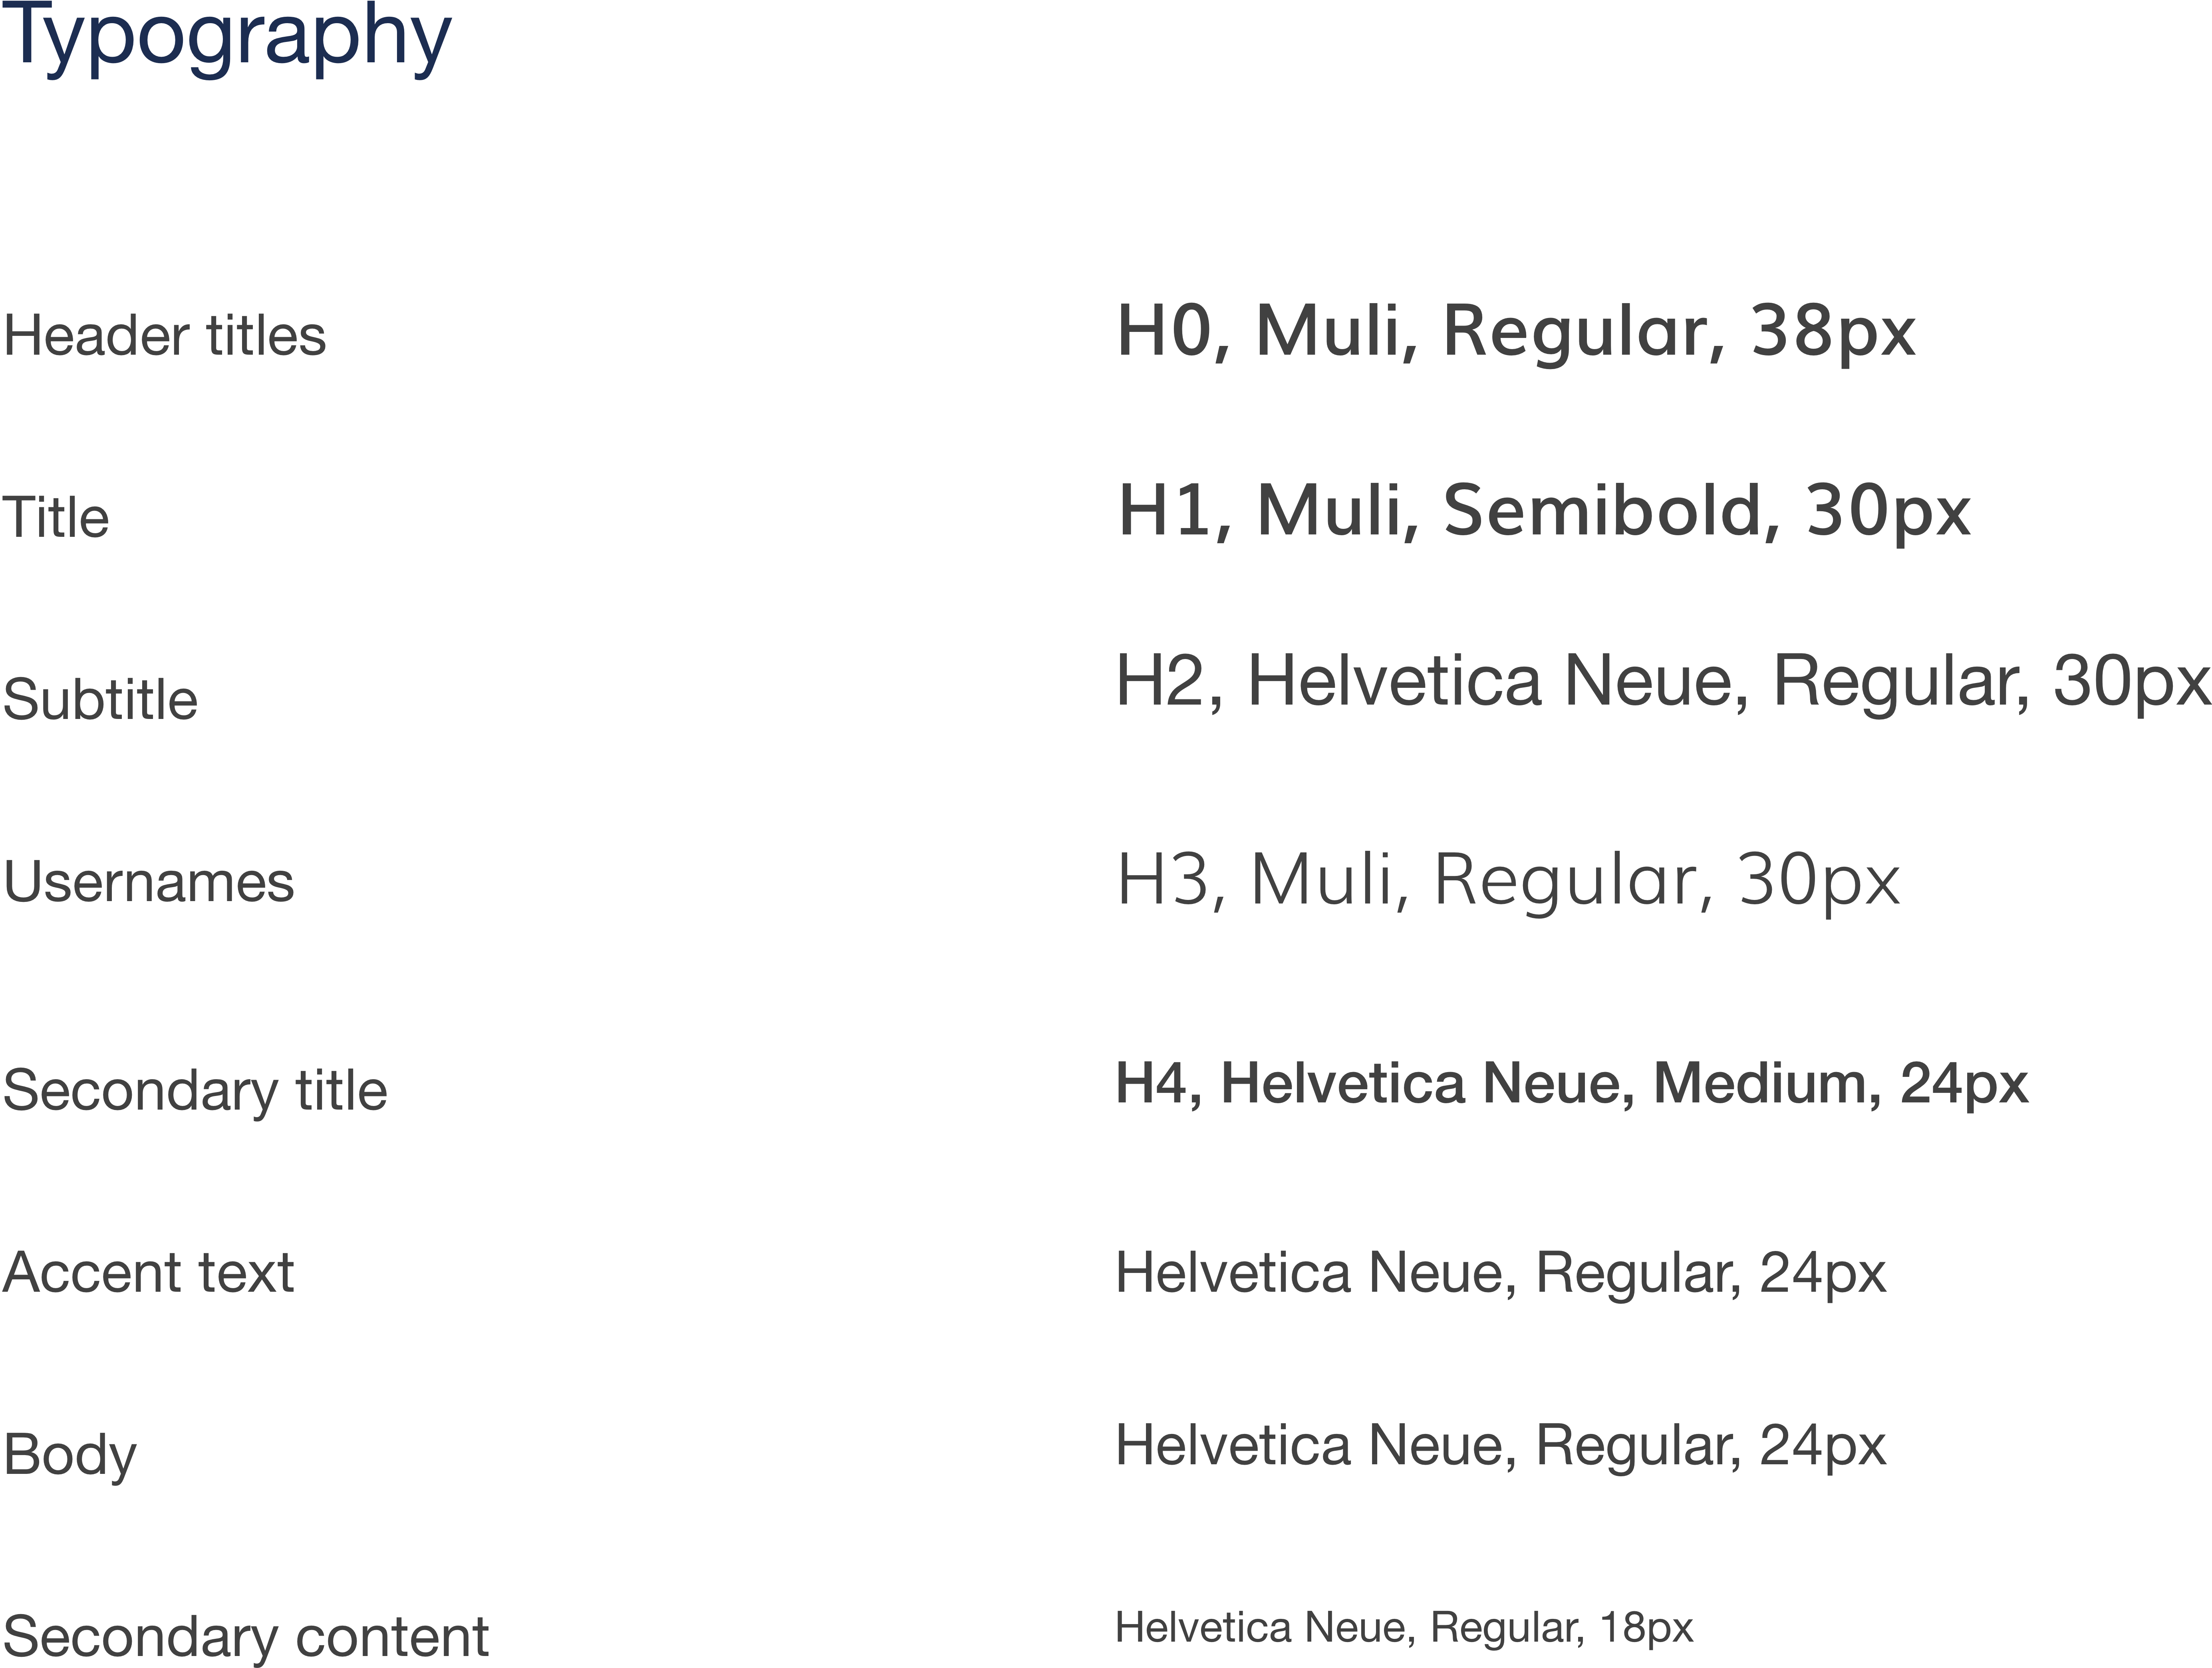 Typography
Header titles H0, Muli, Regular, 38px
Title H1, Muli, Semibold, 30px
Subtitle H2, Helvetica Neue, Regular, 30px
Usernames H3, Muli, Regular, 30px
Secondary title H4, Helvetica Neue, Medium, 24px
Accent text Helvetica Neue, Regular, 24px
Body Helvetica Neue, Regular, 24px
Secondary content Helvetica Neue, Regular, 18px